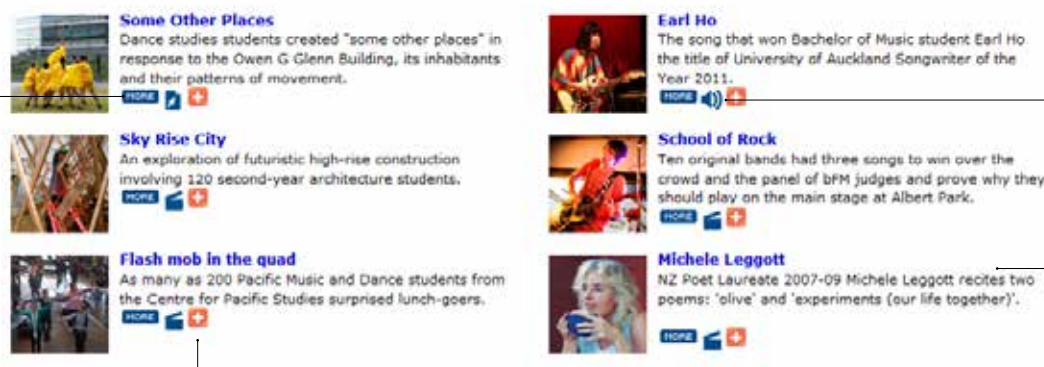 Some Other Places
Dance studies students created "some other places" in
response to the Owen G Glenn Building, its inhabitants
and their patterns of movement.
MORE
Sky Rise City
An exploration of futuristic high-rise construction
involving 120 second-year architecture students.
MORE
Flash mob in the quad
As many as 200 Pacific Music and Dance students from
the Centre for Pacific Studies surprised lunch-goers.
MORE
Earl Ho
The song that won Bachelor of Music student Earl Ho
the title of University of Auckland Songwriter of the
Year 2011.
MORE
School of Rock
Ten original bands had three songs to win over the
crowd and the panel of bFM judges and prove why they
should play on the main stage at Albert Park.
MORE
Michele Leggott
NZ Poet Laureate 2007-09 Michele Leggott recites two
poems: 'olive' and 'experiments (our life together)'.
MORE